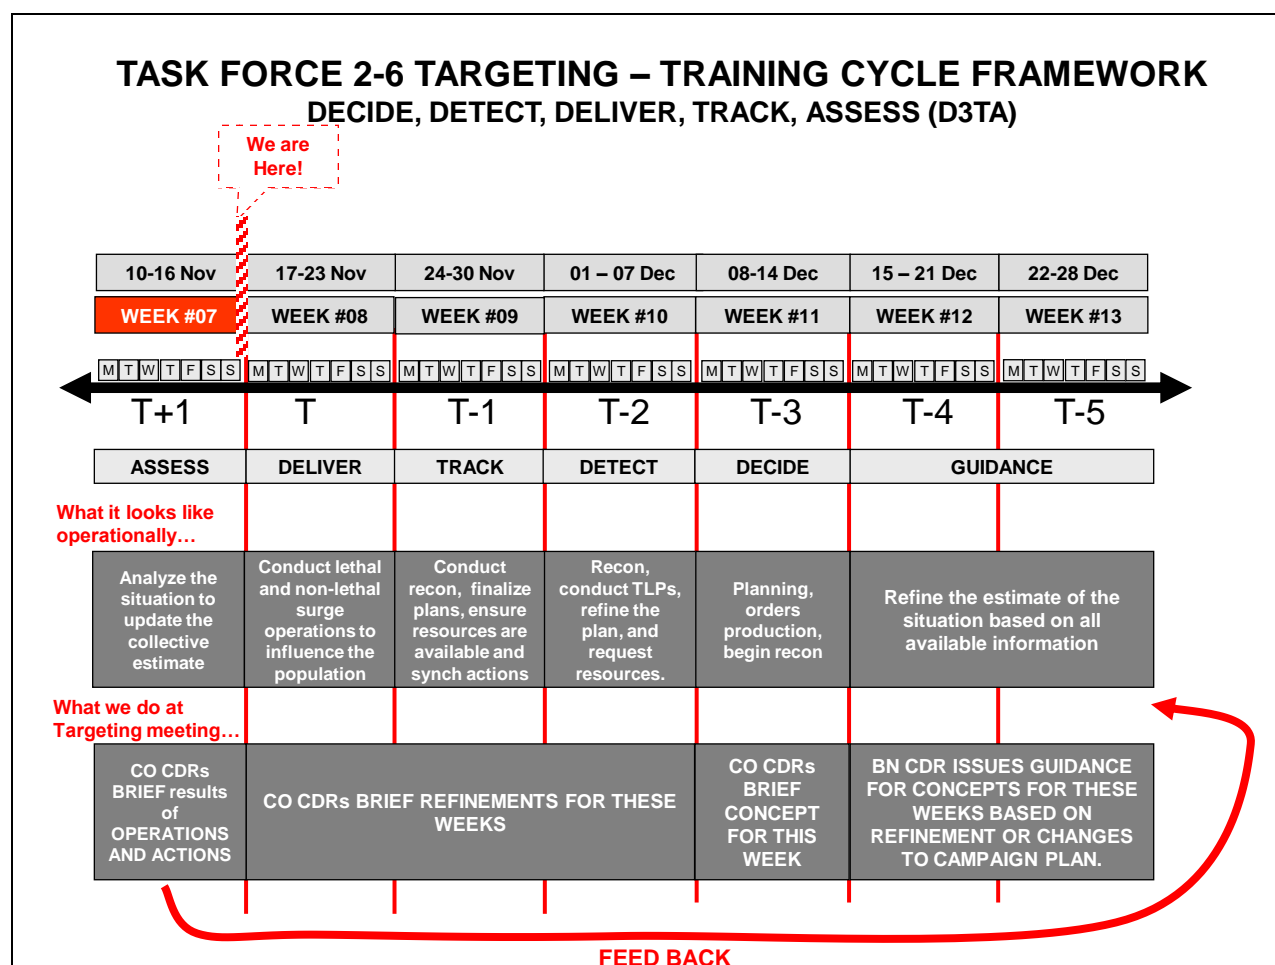 TASK FORCE 2-6 TARGETING – TRAINING CYCLE FRAMEWORK
DECIDE, DETECT, DELIVER, TRACK, ASSESS (D3TA)
We are
Here!
10-16 Nov
17-23 Nov
24-30 Nov
01 – 07 Dec
08-14 Dec
15 – 21 Dec
22-28 Dec
WEEK #07
WEEK #08
WEEK #09
WEEK #10
WEEK #11
WEEK #12
WEEK #13
M T W T F S S
M T W T F S S
M T W T F S S
M T W T F S S
M T W T F S S
M T W T F S S
M T W T F S S
T+1
T
T-1
T-2
T-3
T-4
T-5
ASSESS
DELIVER
TRACK
DETECT
DECIDE
GUIDANCE
What it looks like
operationally…
Analyze the
situation to
update the
collective
estimate
Conduct lethal
and non-lethal
surge
operations to
influence the
population
Conduct
recon, finalize
plans, ensure
resources are
available and
synch actions
Recon,
conduct TLPs,
refine the
plan, and
request
resources.
Planning,
orders
production,
begin recon
Refine the estimate of the
situation based on all
available information
What we do at
Targeting meeting…
CO CDRs
BRIEF results
of
OPERATIONS
AND ACTIONS
CO CDRs BRIEF REFINEMENTS FOR THESE
WEEKS
CO CDRs
BRIEF
CONCEPT
FOR THIS
WEEK
BN CDR ISSUES GUIDANCE
FOR CONCEPTS FOR THESE
WEEKS BASED ON
REFINEMENT OR CHANGES
TO CAMPAIGN PLAN.
FEED BACK